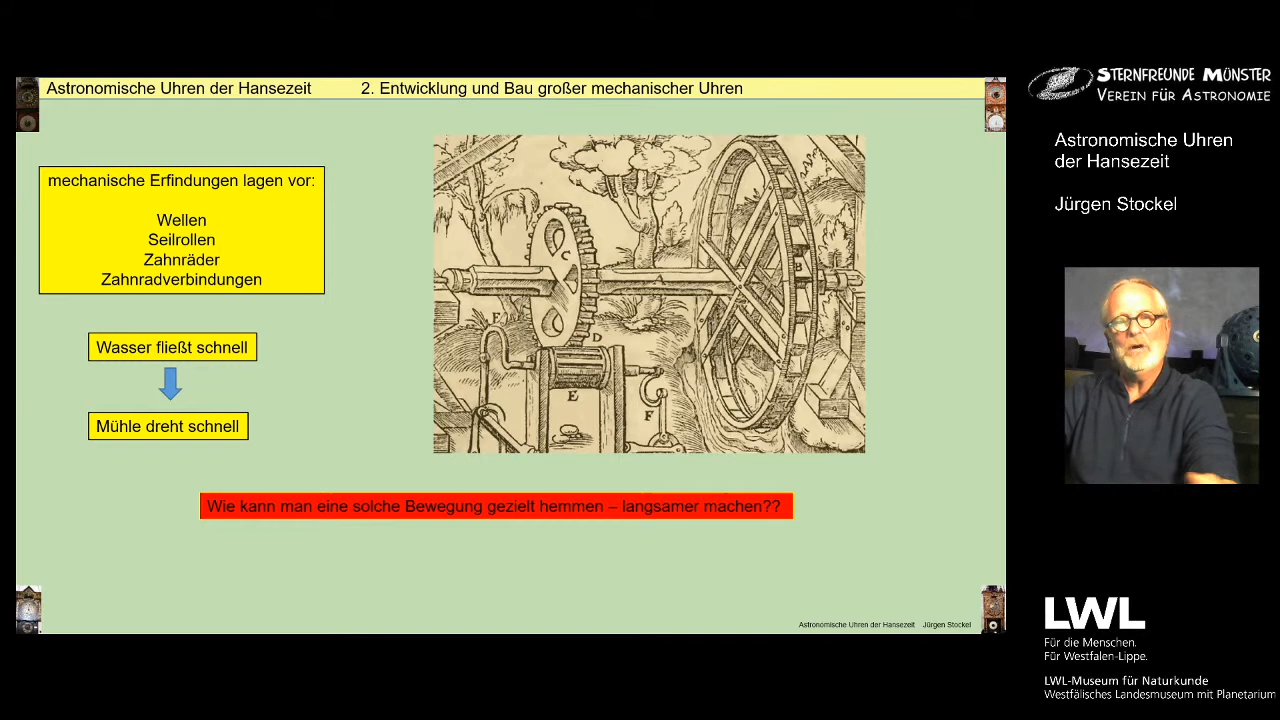 Astronomische Uhren der Hansezeit 2. Entwicklung und Bau großer mechanischer Uhren
mechanische Erfindungen lagen vor:
Wellen
Seilrollen
Zahnräder
Zahnradverbindungen
Wasser fließt schnell
Mühle dreht schnell
A
B
C
D
E
F
F
Wie kann man eine solche Bewegung gezielt hemmen – langsamer machen??
Astronomische Uhren der Hansezeit Jürgen Stockel
STERNFREUNDE MÜNSTER
VEREIN FÜR ASTRONOMIE
Astronomische Uhren
der Hansezeit
Jürgen Stockel
LWL
Für die Menschen.
Für Westfalen-Lippe.
LWL-Museum für Naturkunde
Westfälisches Landesmuseum mit Planetarium